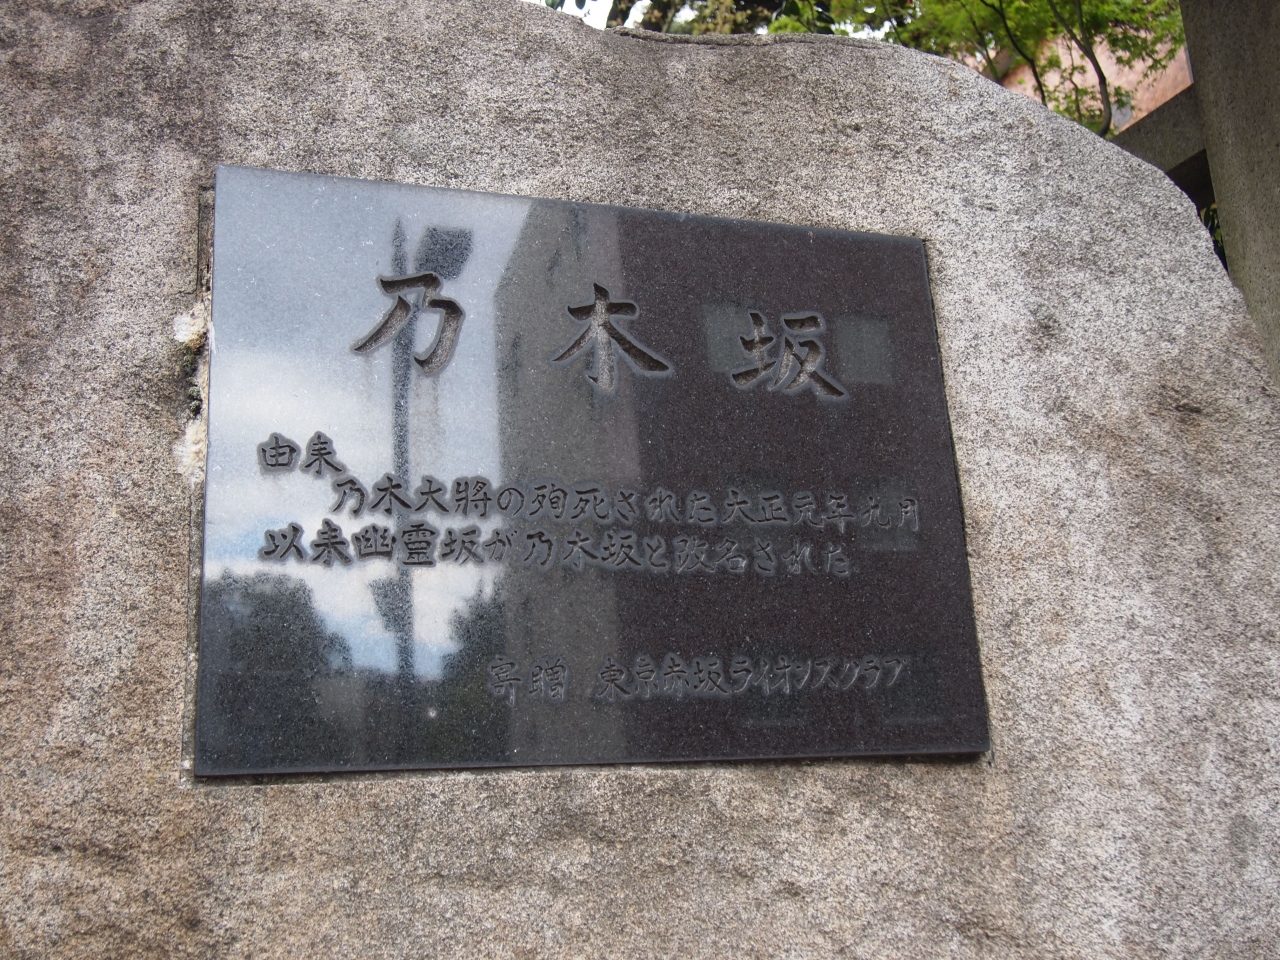 乃木坂
由来
乃木大將の殉死された大正元年九月
以来幽霊坂が乃木坂と改名された
寄贈 東京赤坂ライオンスクラブ